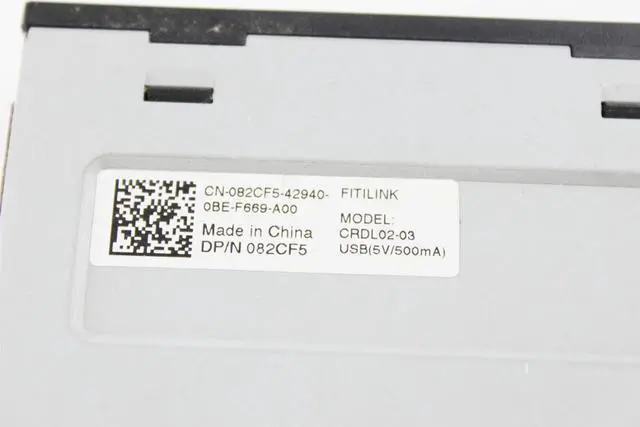 CN-082CF5-42940-
0BE-F669-A00
Made in China
DP/N 082CF5
FITILINK
MODEL:
CRDL02-03
USB(5V/500mA)